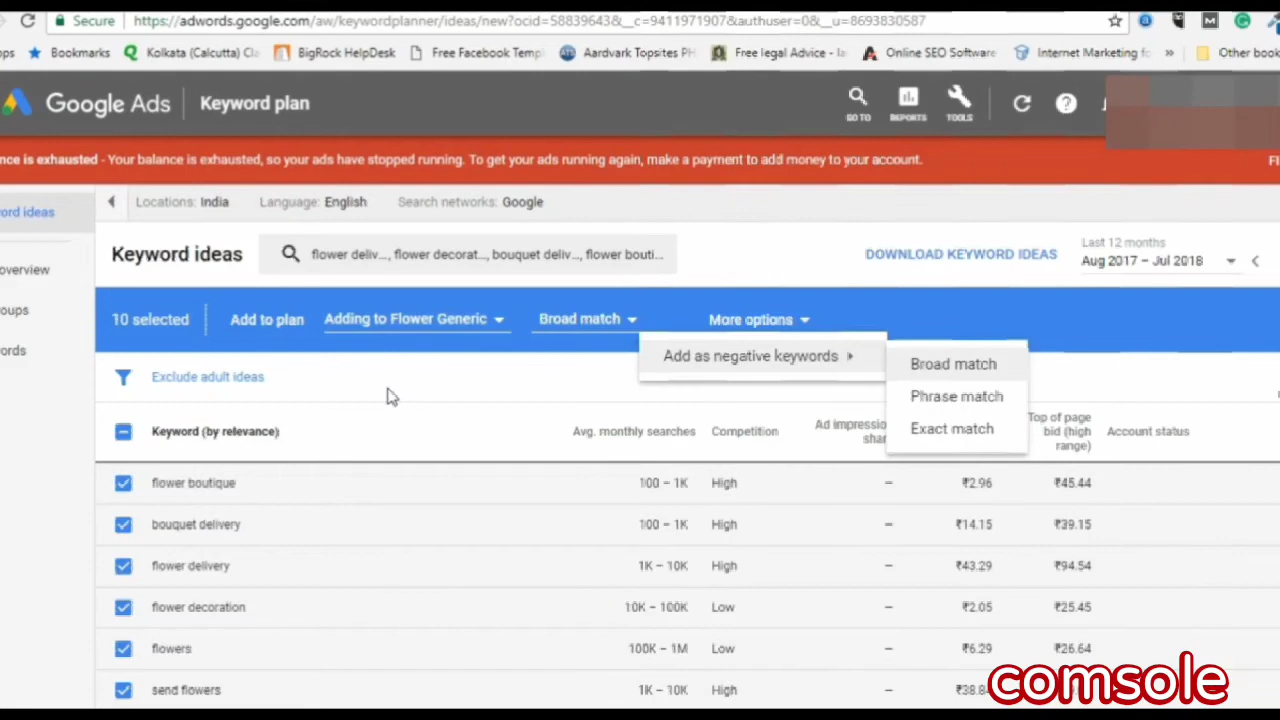 Secure https://adwords.google.com/aw/keywordplanner/ideas/new?ocid=58839643&__c=9411971907&authuser=0&__u=8693830587
ps Bookmarks Kolkata (Calcutta) Cl BigRock HelpDesk Free Facebook Templ Aardvark Topsites PH Free legal Advice - la Online SEO Software Internet Marketing fo » Other book
Google Ads Keyword plan GO TO REPORTS TOOLS
nce is exhausted - Your balance is exhausted, so your ads have stopped running. To get your ads running again, make a payment to add money to your account. FI
ord ideas Locations: India Language: English Search networks: Google
Keyword ideas flower deliv..., flower decorat..., bouquet deliv..., flower bouti... DOWNLOAD KEYWORD IDEAS Last 12 months
Aug 2017 – Jul 2018
overview
10 selected Add to plan Adding to Flower Generic Broad match More options
oups
ords
Add as negative keywords Broad match
Phrase match
Exact match
Exclude adult ideas
Keyword (by relevance) Avg. monthly searches Competition Ad impressio shar Top of page bid (high range) Account status
flower boutique 100 – 1K High – ₹2.96 ₹45.44
bouquet delivery 100 – 1K High – ₹14.15 ₹39.15
flower delivery 1K – 10K High – ₹43.29 ₹94.54
flower decoration 10K – 100K Low – ₹2.05 ₹25.45
flowers 100K – 1M Low – ₹6.29 ₹26.64
send flowers 1K – 10K High – ₹38.8
comsole